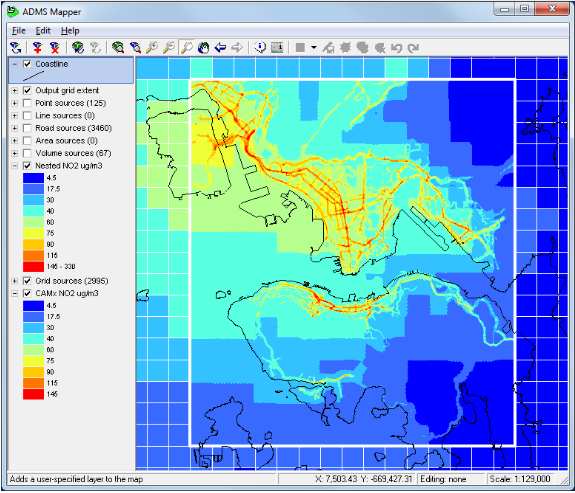 ADMS Mapper
File Edit Help
Coastline
Output grid extent
Point sources (125)
Line sources (0)
Road sources (3460)
Area sources (0)
Volume sources (67)
Nested NO2 ug/m3
4.5
17.5
30
40
60
75
90
115
145 - 330
Grid sources (2995)
CAMx NO2 ug/m3
4.5
17.5
30
40
60
75
90
115
145
Adds a user-specified layer to the map
X: 7,503.43 Y: -669,427.31
Editing: none
Scale: 1:129,000